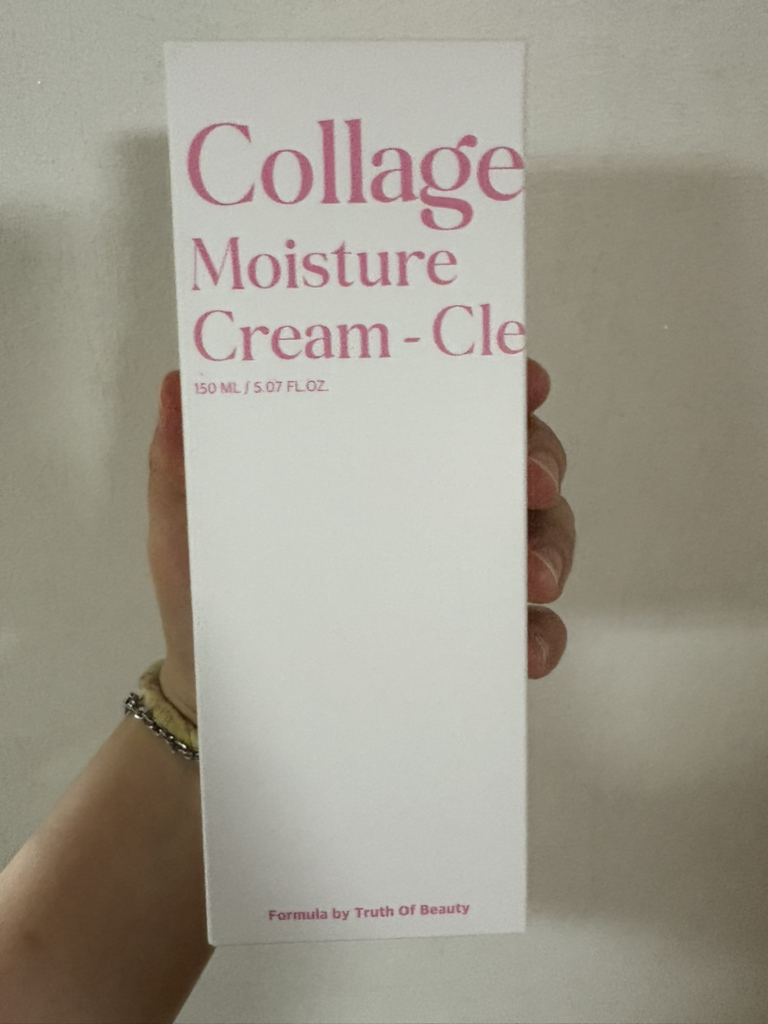 Collage
Moisture
Cream - Cle
150 ML / 5.07 FL.OZ.
Formula by Truth Of Beauty